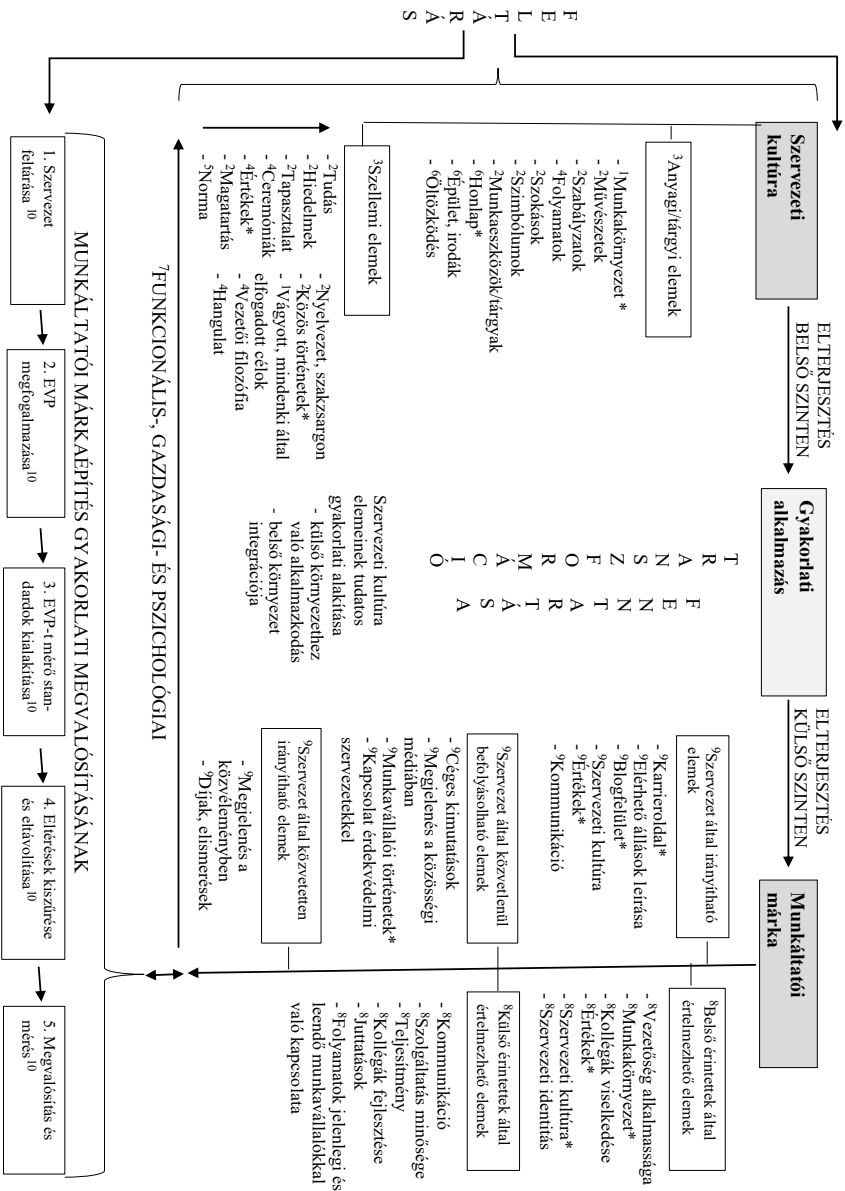 FELTÁRÁS
Szervezeti
kultúra
ELTERJESZTÉS
BELSŐ SZINTEN
Gyakorlati
alkalmazás
ELTERJESZTÉS
KÜLSŐ SZINTEN
Munkáltatói
márka
³Anyagi/tárgyi elemek
- ¹Munkakörnyezet *
- ²Művészetek
- ²Szabályzatok
- ⁴Folyamatok
- ²Szokások
- ²Szimbólumok
- ²Munkaeszközök/tárgyak
- ⁶Honlap*
- ⁶Épület, irodák
- ⁶Öltözködés
³Szellemi elemek
- ²Tudás
- ²Hiedelmek
- ²Tapasztalat
- ⁴Ceremóniák
- ⁴Értékek*
- ²Magatartás
- ⁵Norma
- ²Nyelvezet, szakzsargon
- ²Közös történetek*
- ¹Vágyott, mindenki által
elfogadott célok
- ⁴Vezetői filozófia
- ⁴Hangulat
TRANSZFORMÁCIÓ
FENNTARTÁSA
Szervezeti kultúra
elemeinek tudatos
gyakorlati alakítása
- külső környezethez
való alkalmazkodás
- belső környezet
integrációja
⁹Szervezet által irányítható
elemek
- ⁹Karrieroldal*
- ⁹Elérhető állások leírása
- ⁹Blogfelület*
- ⁹Szervezeti kultúra
- ⁹Értékek*
- ⁹Kommunikáció
⁹Szervezet által közvetlenül
befolyásolható elemek
- ⁹Céges kimutatások
- ⁹Megjelenés a közösségi
médiában
- ⁹Munkavállalói történetek*
- ⁹Kapcsolat érdekvédelmi
szervezetekkel
⁹Szervezet által közvetetten
irányítható elemek
- ⁹Megjelenés a
közvéleményben
- ⁹Díjak, elismerések
⁸Belső érintettek által
értelmezhető elemek
- ⁸Vezetőség alkalmassága
- ⁸Munkakörnyezet*
- ⁸Kollégák viselkedése
- ⁸Értékek*
- ⁸Szervezeti kultúra*
- ⁸Szervezeti identitás
⁸Külső érintettek által
értelmezhető elemek
- ⁸Kommunikáció
- ⁸Szolgáltatás minősége
- ⁸Teljesítmény
- ⁸Kollégák fejlesztése
- ⁸Juttatások
- ⁸Folyamatok jelenlegi és
leendő munkavállalókkal
való kapcsolata
⁷FUNKCIONÁLIS-, GAZDASÁGI- ÉS PSZICHOLÓGIAI
MUNKÁLTATÓI MÁRKAÉPÍTÉS GYAKORLATI MEGVALÓSÍTÁSÁNAK
1. Szervezet
feltárása ¹⁰
2. EVP
megfogalmazása¹⁰
3. EVP-t mérő stan-
dardok kialakítása¹⁰
4. Eltérések kiszűrése
és eltávolítása¹⁰
5. Megvalósítás és
mérés¹⁰